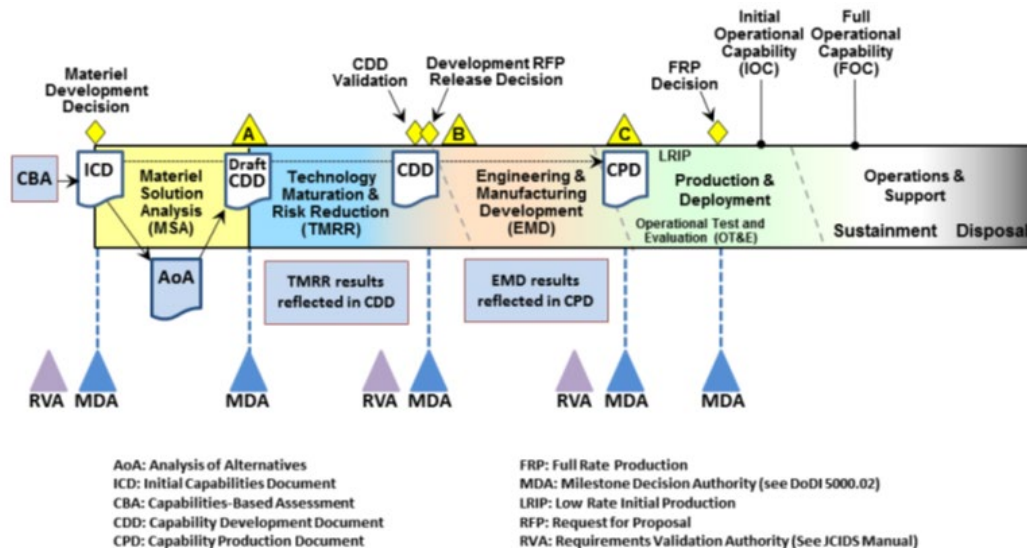 Initial
Operational
Capability
(IOC)
Full
Operational
Capability
(FOC)
Materiel
Development
Decision
CDD
Validation
Development RFP
Release Decision
FRP
Decision
A
B
C
CBA
ICD
Materiel
Solution
Analysis
(MSA)
Draft
CDD
Technology
Maturation &
Risk Reduction
(TMRR)
CDD
Engineering &
Manufacturing
Development
(EMD)
CPD
LRIP
Production &
Deployment
Operational Test and
Evaluation (OT&E)
Operations &
Support
Sustainment
Disposal
AoA
TMRR results
reflected in CDD
EMD results
reflected in CPD
RVA
MDA
MDA
RVA
MDA
RVA
MDA
MDA
AoA: Analysis of Alternatives
ICD: Initial Capabilities Document
CBA: Capabilities-Based Assessment
CDD: Capability Development Document
CPD: Capability Production Document
FRP: Full Rate Production
MDA: Milestone Decision Authority (see DoDI 5000.02)
LRIP: Low Rate Initial Production
RFP: Request for Proposal
RVA: Requirements Validation Authority (See JCIDS Manual)